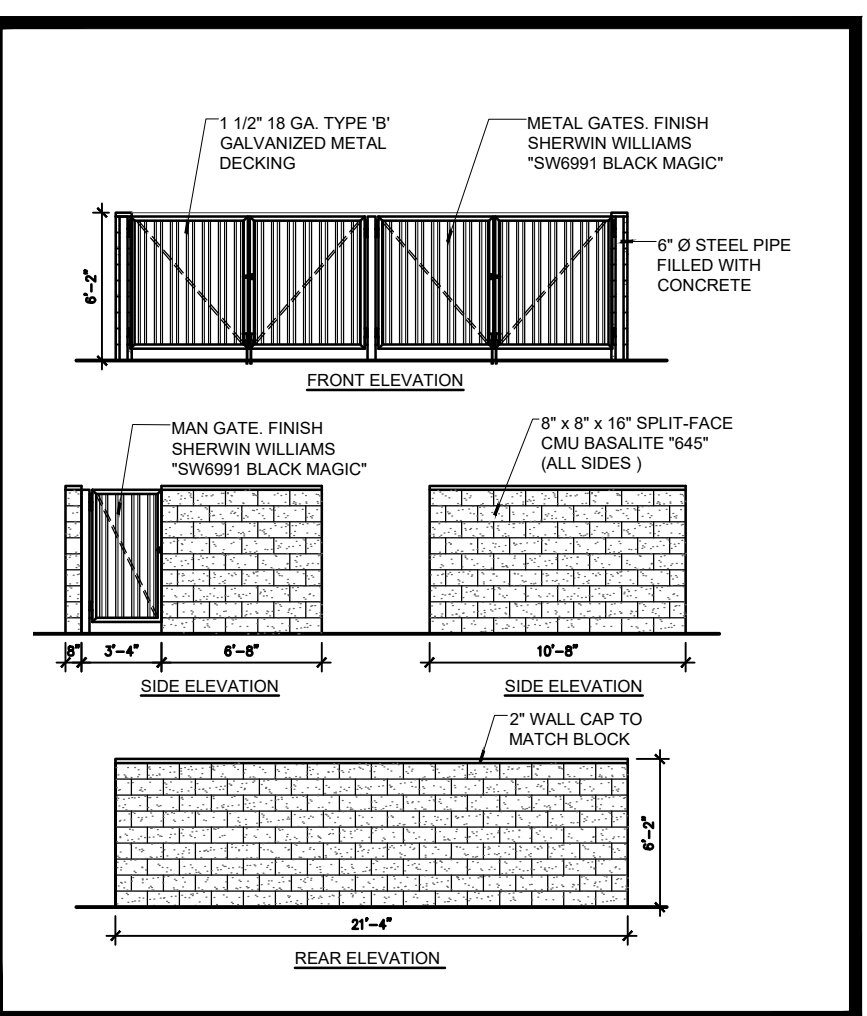 1 1/2" 18 GA. TYPE 'B'
GALVANIZED METAL
DECKING
METAL GATES. FINISH
SHERWIN WILLIAMS
"SW6991 BLACK MAGIC"
6" Ø STEEL PIPE
FILLED WITH
CONCRETE
6'-2"
FRONT ELEVATION
MAN GATE. FINISH
SHERWIN WILLIAMS
"SW6991 BLACK MAGIC"
8" x 8" x 16" SPLIT-FACE
CMU BASALITE "645"
(ALL SIDES )
8"
3'-4"
6'-8"
10'-8"
SIDE ELEVATION
SIDE ELEVATION
2" WALL CAP TO
MATCH BLOCK
6'-2"
21'-4"
REAR ELEVATION